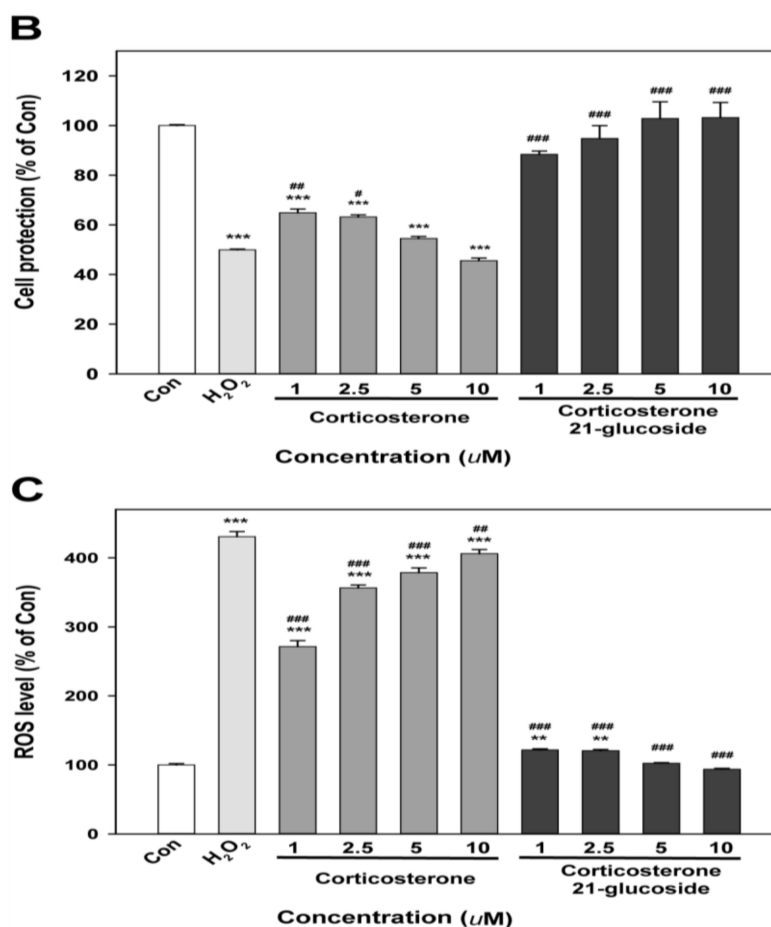 B
Cell protection (% of Con)
120
100
80
60
40
20
0
***
##
***
#
***
***
***
###
###
###
###
Con
H₂O₂
1 2.5 5 10
1 2.5 5 10
Corticosterone
Corticosterone
21-glucoside
Concentration (uM)
C
ROS level (% of Con)
400
300
200
100
0
***
###
***
###
***
###
***
##
***
###
**
###
**
###
###
Con
H₂O₂
1 2.5 5 10
1 2.5 5 10
Corticosterone
Corticosterone
21-glucoside
Concentration (uM)